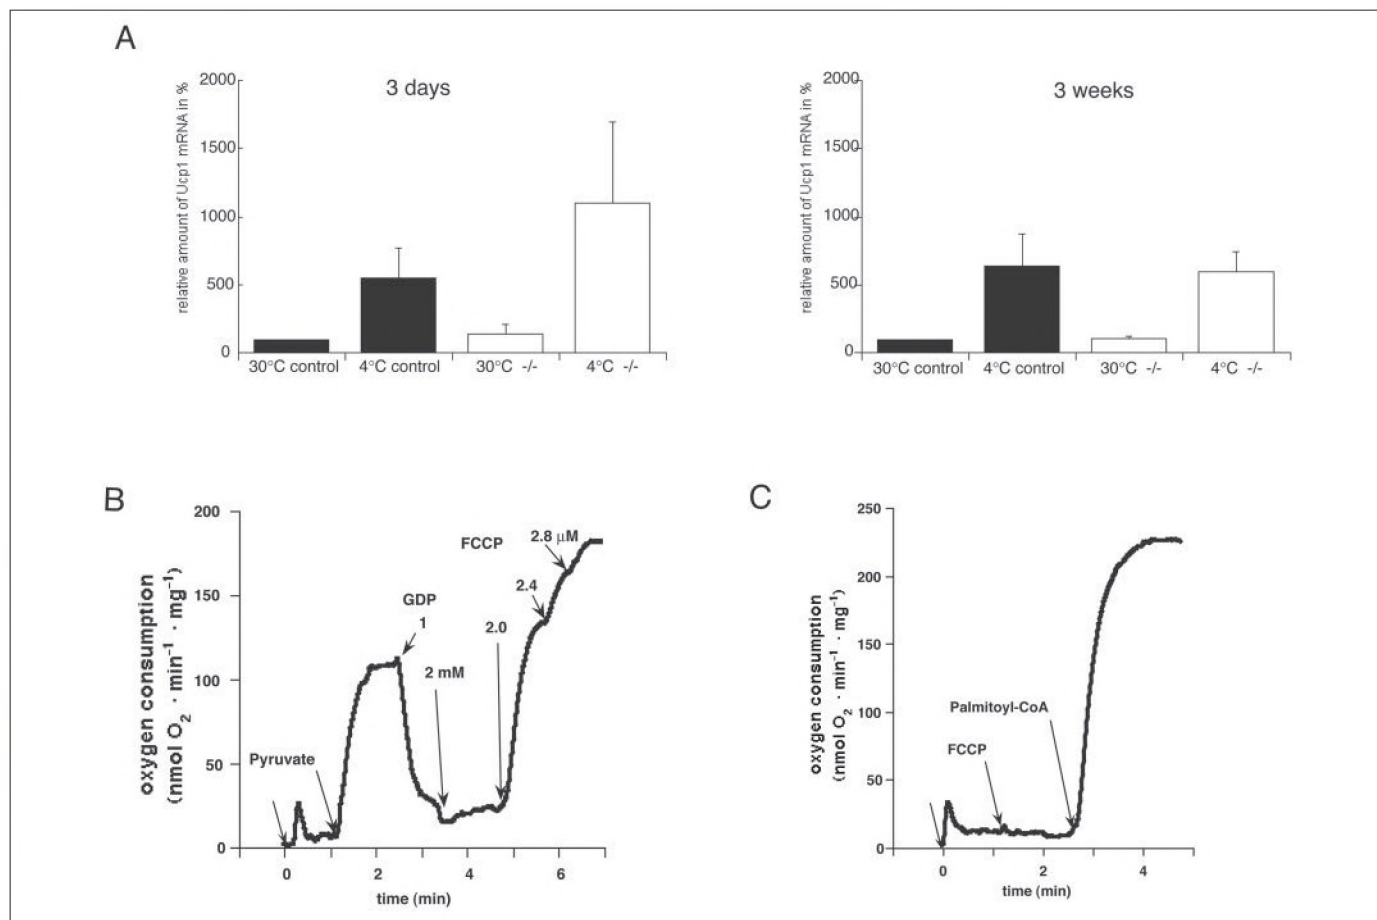 A
3 days
relative amount of Ucp1 mRNA in %
2000
1500
1000
500
0
30°C control 4°C control 30°C -/- 4°C -/-
3 weeks
relative amount of Ucp1 mRNA in %
2000
1500
1000
500
0
30°C control 4°C control 30°C -/- 4°C -/-
B
oxygen consumption
(nmol O₂ · min⁻¹ · mg⁻¹)
200
150
100
50
0
Pyruvate
GDP
1
2 mM
FCCP
2.0
2.4
2.8 μM
0 2 4 6
time (min)
C
oxygen consumption
(nmol O₂ · min⁻¹ · mg⁻¹)
250
200
150
100
50
0
FCCP
Palmitoyl-CoA
0 2 4
time (min)